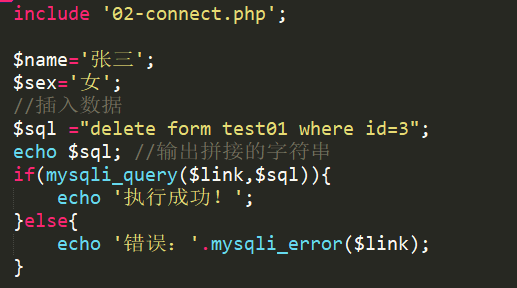 include '02-connect.php';
$name='张三';
$sex='女';
//插入数据
$sql ="delete form test01 where id=3";
echo $sql; //输出拼接的字符串
if(mysqli_query($link,$sql)){
echo '执行成功！';
}else{
echo '错误：'.mysqli_error($link);
}